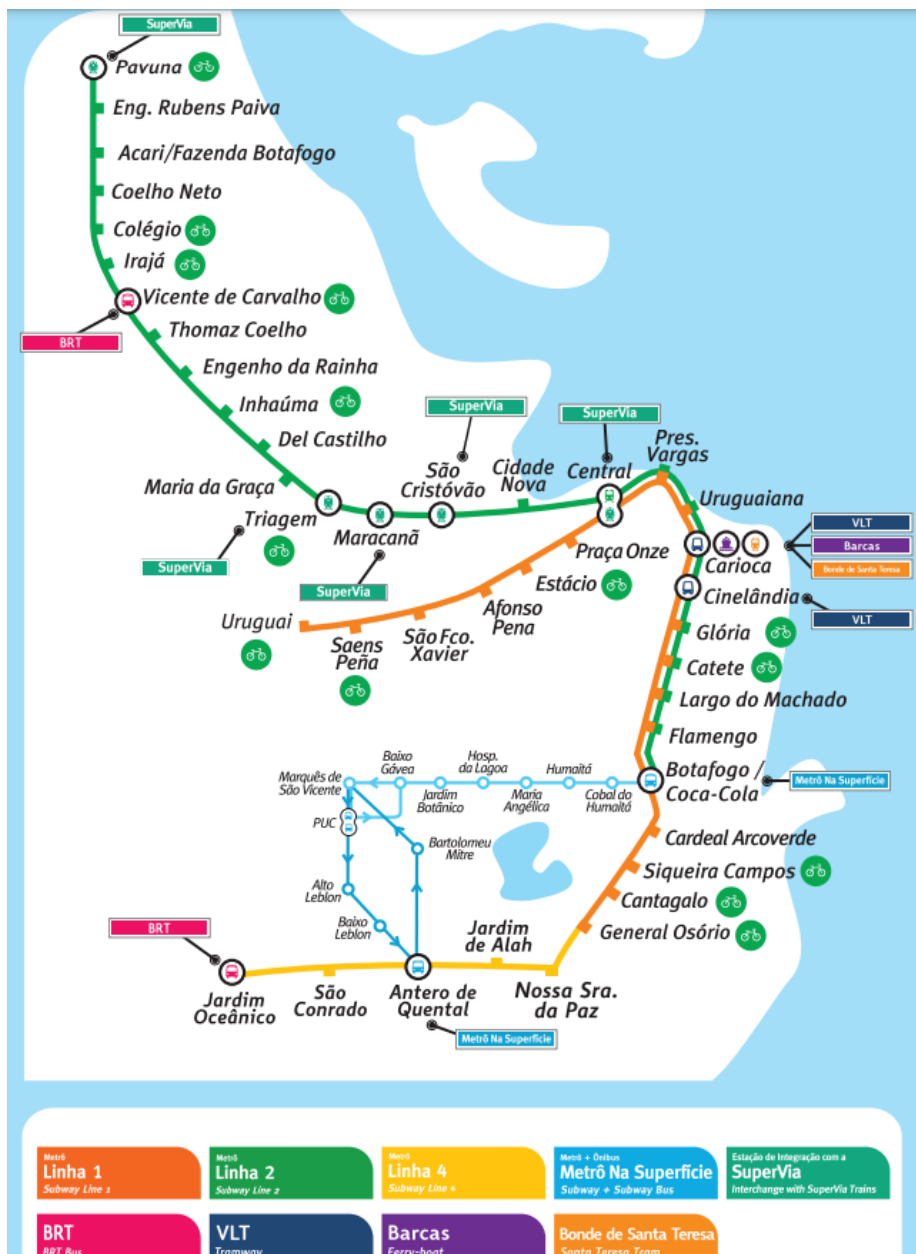 SuperVia
Pavuna
Eng. Rubens Paiva
Acari/Fazenda Botafogo
Coelho Neto
Colégio
Irajá
Vicente de Carvalho
BRT
Thomaz Coelho
Engenho da Rainha
Inhaúma
Del Castilho
Maria da Graça
Triagem
SuperVia
Maracanã
SuperVia
SuperVia
São
Cristóvão
Cidade
Nova
SuperVia
Central
Pres.
Vargas
Uruguaiana
VLT
Barcas
Bonde de Santa Teresa
Carioca
Cinelândia
VLT
Praça Onze
Estácio
Afonso
Pena
São Fco.
Xavier
Saens
Peña
Uruguai
Glória
Catete
Largo do Machado
Flamengo
Botafogo /
Coca-Cola
Metrô Na Superfície
Cobal do
Humaitá
Humaitá
Maria
Angélica
Hosp.
da Lagoa
Jardim
Botânico
Baixo
Gávea
Marquês de
São Vicente
PUC
Bartolomeu
Mitre
Alto
Leblon
Baixo
Leblon
Cardeal Arcoverde
Siqueira Campos
Cantagalo
General Osório
Nossa Sra.
da Paz
Jardim
de Alah
Antero de
Quental
Metrô Na Superfície
São
Conrado
Jardim
Oceânico
BRT
Metrô
Linha 1
Subway Line 1
Metrô
Linha 2
Subway Line 2
Metrô
Linha 4
Subway Line 4
Metrô + Ônibus
Metrô Na Superfície
Subway + Subway Bus
Estação de Integração com a
SuperVia
Interchange with SuperVia Trains
BRT
BRT Bus
VLT
Tramway
Barcas
Ferry-boat
Bonde de Santa Teresa
Santa Teresa Tram